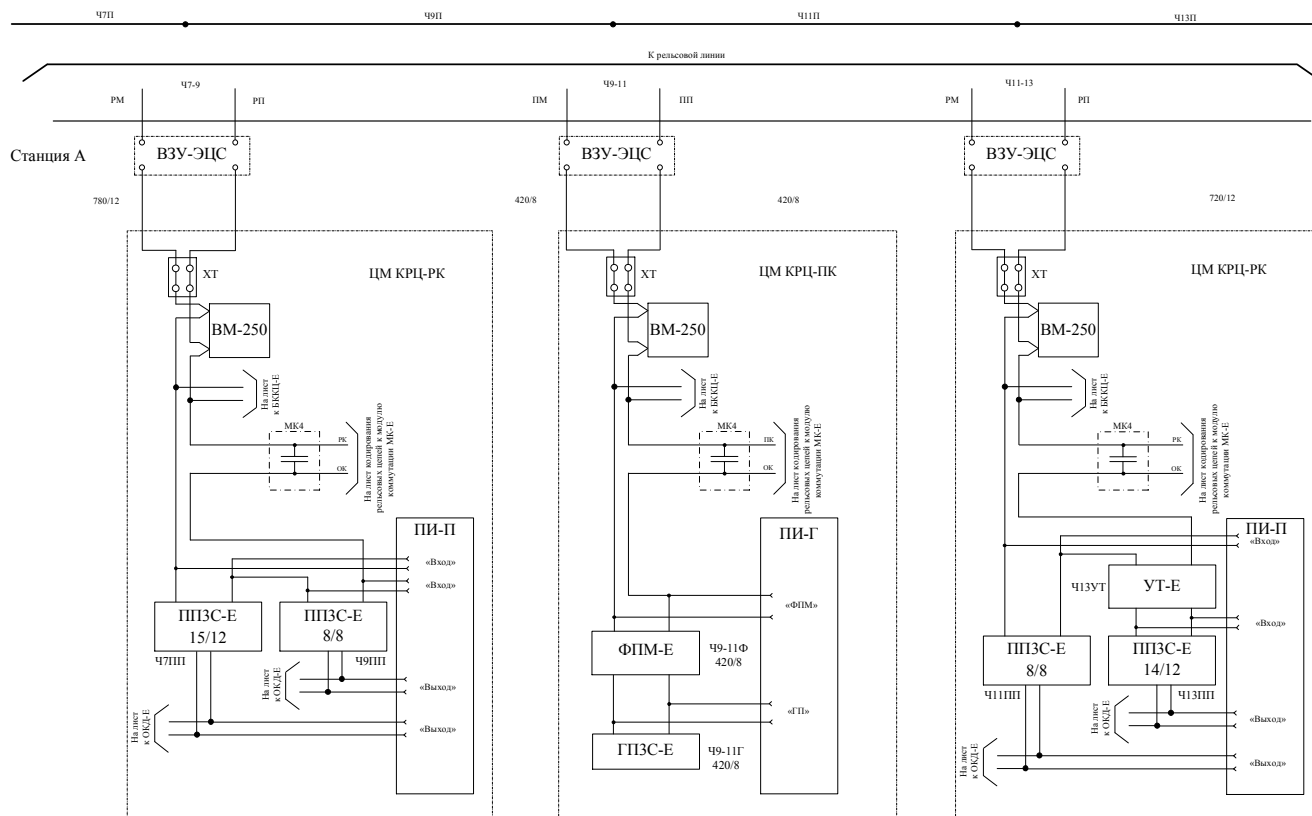 Ч7П
Ч9П
Ч11П
Ч13П
К рельсовой линии
Ч7-9
Ч9-11
Ч11-13
РМ
РП
ПМ
ПП
РМ
РП
Станция А
ВЗУ-ЭЦС
ВЗУ-ЭЦС
ВЗУ-ЭЦС
780/12
420/8
420/8
720/12
ХТ
ЦМ КРЦ-РК
ХТ
ЦМ КРЦ-ПК
ХТ
ЦМ КРЦ-РК
ВМ-250
ВМ-250
ВМ-250
На лист
к БККЦ-Е
На лист
к БККЦ-Е
На лист
к БККЦ-Е
МК4
РК
ОК
На лист кодирования
рельсовых цепей к модулю
коммутации МК-Е
МК4
ПК
ОК
На лист кодирования
рельсовых цепей к модулю
коммутации МК-Е
МК4
РК
ОК
На лист кодирования
рельсовых цепей к модулю
коммутации МК-Е
ПИ-П
«Вход»
«Вход»
ПП3С-Е
15/12
ПП3С-Е
8/8
Ч7ПП
Ч9ПП
На лист
к ОКД-Е
«Выход»
На лист
к ОКД-Е
«Выход»
ПИ-Г
«ФПМ»
ФПМ-Е
Ч9-11Ф
420/8
«ГП»
ГП3С-Е
Ч9-11Г
420/8
ПИ-П
«Вход»
Ч13УТ
УТ-Е
«Вход»
ПП3С-Е
8/8
ПП3С-Е
14/12
Ч11ПП
Ч13ПП
На лист
к ОКД-Е
«Выход»
На лист
к ОКД-Е
«Выход»